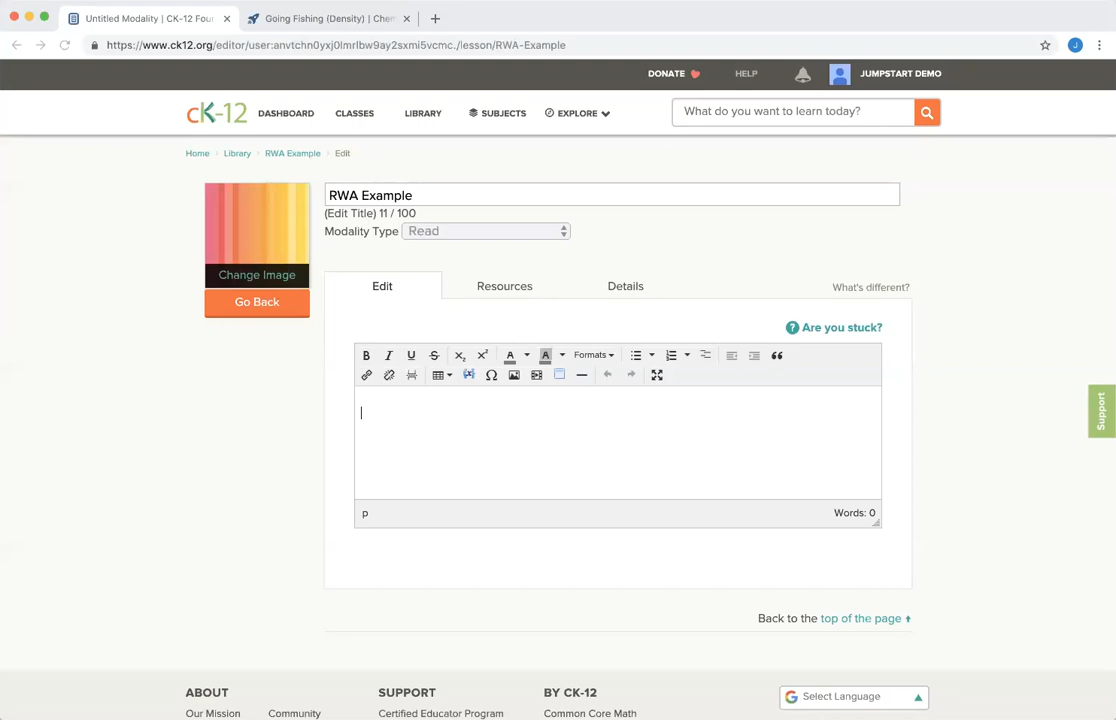 Untitled Modality | CK-12 Fou
Going Fishing (Density) | Che
https://www.ck12.org/editor/user:anvtchn0yxj0lmrlbw9ay2sxmi5vcmc./lesson/RWA-Example
J
DONATE
HELP
JUMPSTART DEMO
cK-12
DASHBOARD
CLASSES
LIBRARY
SUBJECTS
EXPLORE
What do you want to learn today?
Home
Library
RWA Example
Edit
RWA Example
(Edit Title) 11 / 100
Modality Type
Read
Change Image
Go Back
Edit
Resources
Details
What's different?
? Are you stuck?
B I U S x₂ x² A A Formats
p
Words: 0
Support
Back to the top of the page
ABOUT
SUPPORT
BY CK-12
G Select Language
Our Mission
Community
Certified Educator Program
Common Core Math